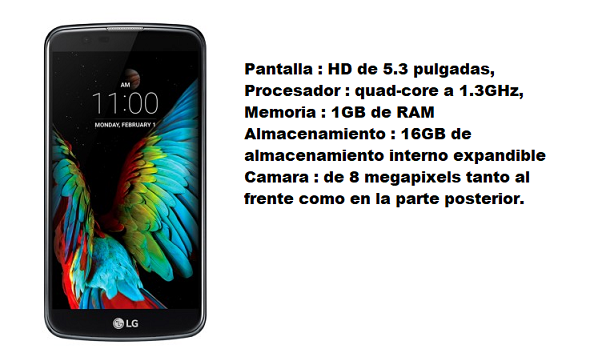 AM
11:00
MONDAY, FEBRUARY 1
LG
Pantalla : HD de 5.3 pulgadas,
Procesador : quad-core a 1.3GHz,
Memoria : 1GB de RAM
Almacenamiento : 16GB de
almacenamiento interno expandible
Camara : de 8 megapixels tanto al
frente como en la parte posterior.